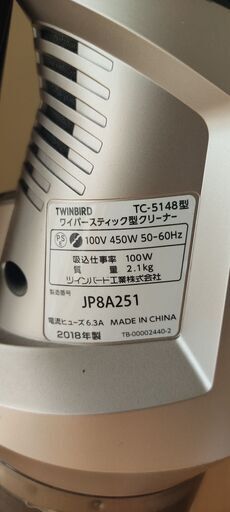 TWINBIRD TC-5148型
ワイパースティック型クリーナー
PS E 100V 450W 50-60Hz
吸込仕事率 100W
質量 2.1kg
ツインバード工業株式会社
製造番号 JP8A251
電流ヒューズ6.3A MADE IN CHINA
2018年製 TB-00002440-2